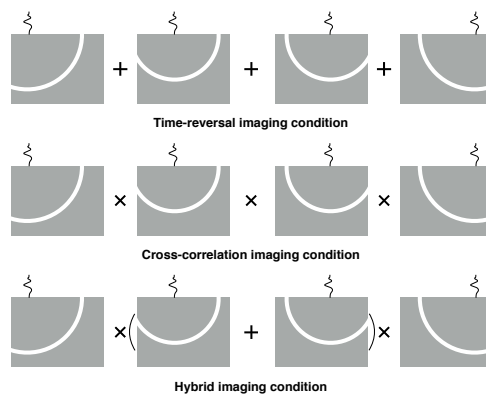 + + +
Time-reversal imaging condition
× × ×
Cross-correlation imaging condition
×( + )×
Hybrid imaging condition